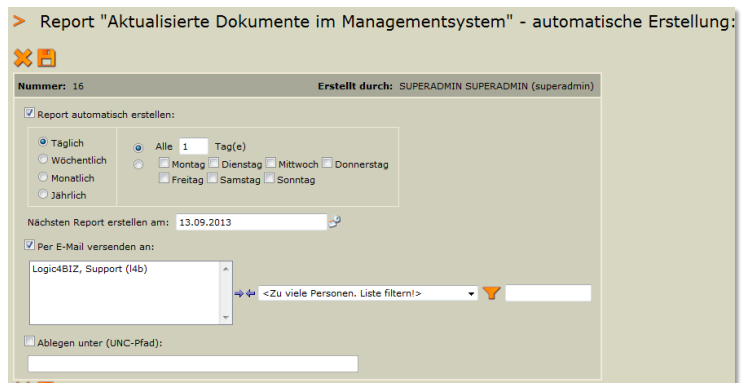 > Report "Aktualisierte Dokumente im Managementsystem" - automatische Erstellung:
Nummer: 16 Erstellt durch: SUPERADMIN SUPERADMIN (superadmin)
Report automatisch erstellen:
Täglich
Wöchentlich
Monatlich
Jährlich
Alle 1 Tag(e)
Montag Dienstag Mittwoch Donnerstag
Freitag Samstag Sonntag
Nächsten Report erstellen am: 13.09.2013
Per E-Mail versenden an:
Logic4BIZ, Support (l4b)
<Zu viele Personen. Liste filtern!>
Ablegen unter (UNC-Pfad):